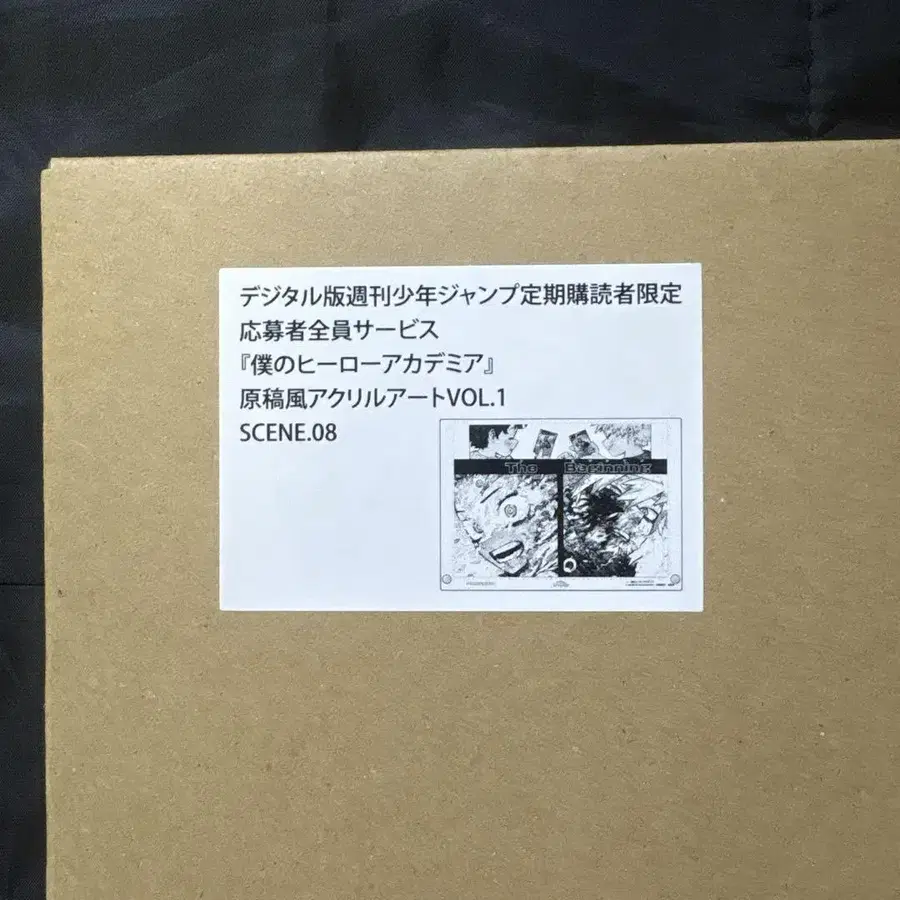 デジタル版週刊少年ジャンプ定期購読者限定
応募者全員サービス
『僕のヒーローアカデミア』
原稿風アクリルアートVOL.1
SCENE.08
The Beginning